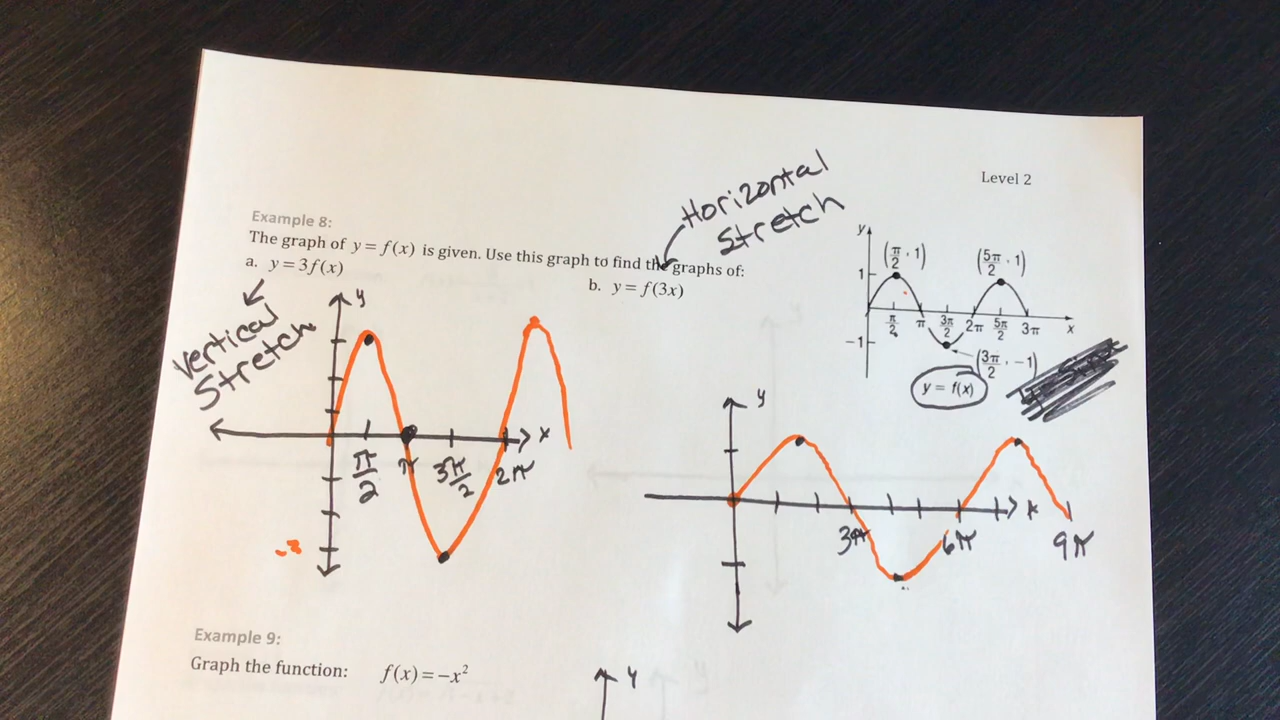 Level 2
Horizontal
Stretch
Example 8:
The graph of y = f(x) is given. Use this graph to find the graphs of:
a. y = 3f(x)
b. y = f(3x)
Vertical
Stretch
y
x
π/2
π
3π/2
2π
-3
y
(π/2, 1)
(5π/2, 1)
1
π/2
π
3π/2
2π
5π/2
3π
x
-1
(3π/2, -1)
y = f(x)
y
x
3π
6π
9π
Example 9:
Graph the function: f(x) = -x²
y